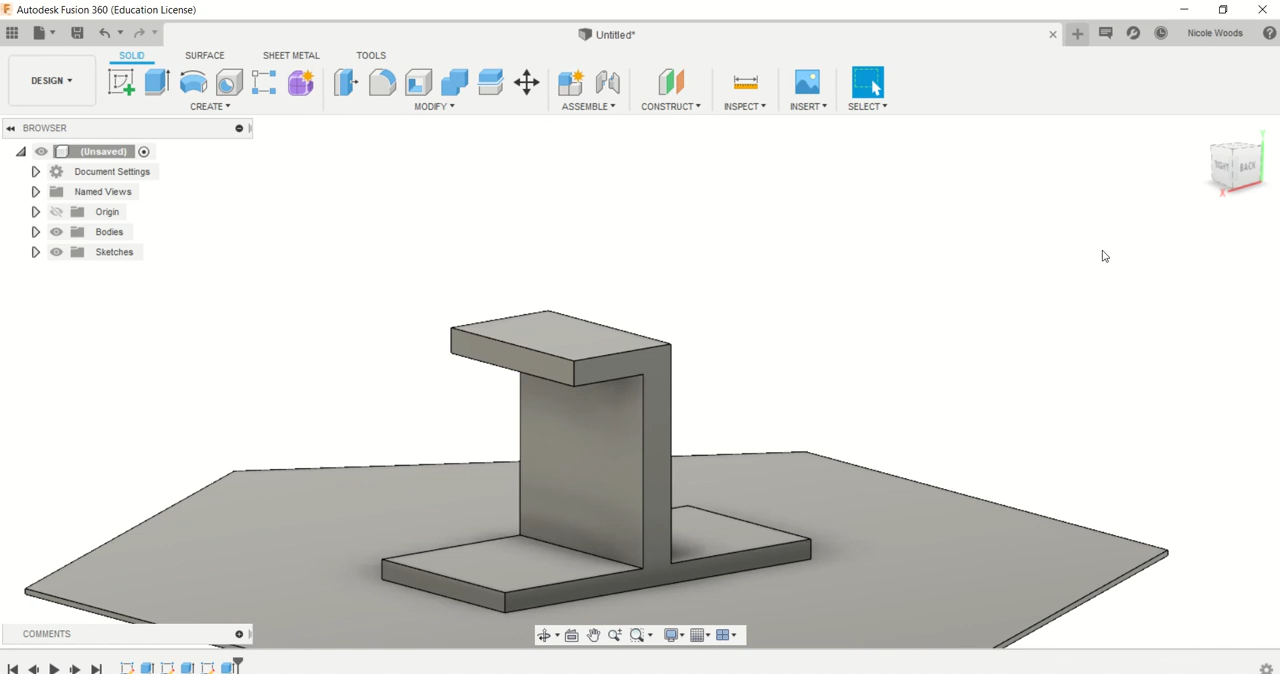 Autodesk Fusion 360 (Education License)
Untitled*
Nicole Woods
DESIGN
SOLID SURFACE SHEET METAL TOOLS
CREATE MODIFY ASSEMBLE CONSTRUCT INSPECT INSERT SELECT
BROWSER
(Unsaved)
Document Settings
Named Views
Origin
Bodies
Sketches
Y
RIGHT BACK
X
COMMENTS